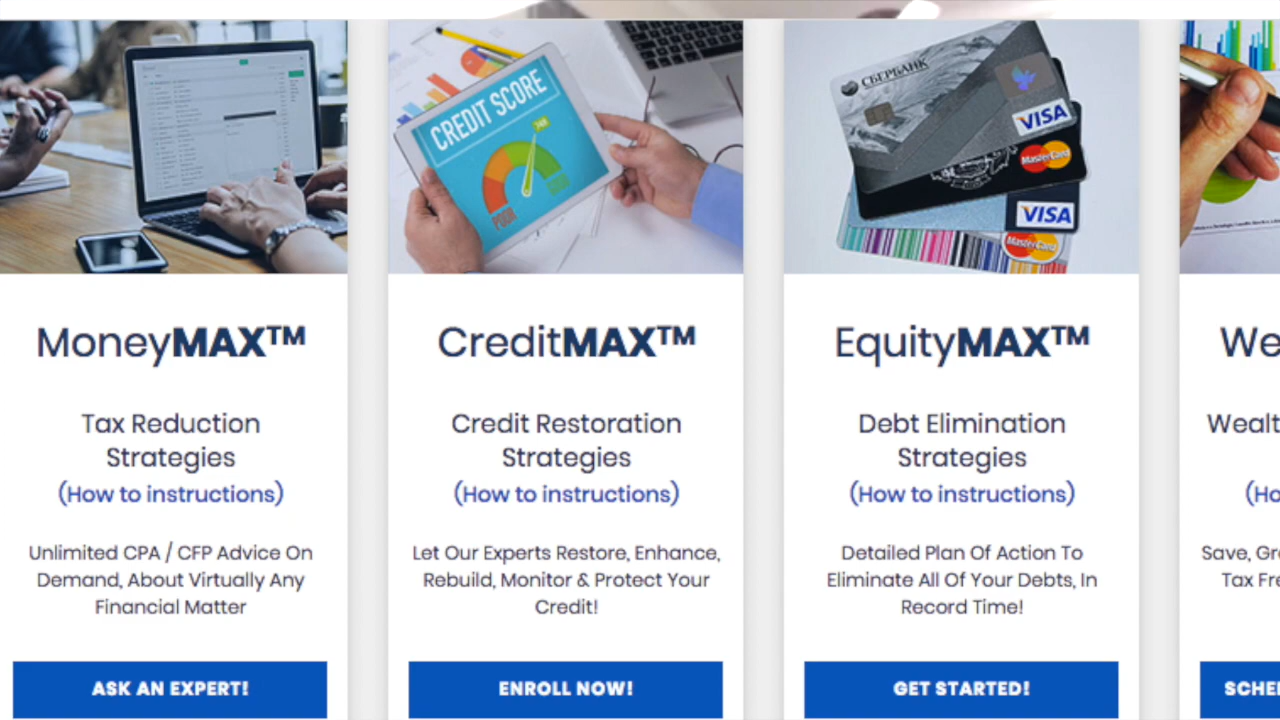 CREDIT SCORE
POOR
СБЕРБАНК
VISA
MasterCard
VISA
MasterCard
MoneyMAX™
Tax Reduction
Strategies
(How to instructions)
Unlimited CPA / CFP Advice On
Demand, About Virtually Any
Financial Matter
ASK AN EXPERT!
CreditMAX™
Credit Restoration
Strategies
(How to instructions)
Let Our Experts Restore, Enhance,
Rebuild, Monitor & Protect Your
Credit!
ENROLL NOW!
EquityMAX™
Debt Elimination
Strategies
(How to instructions)
Detailed Plan Of Action To
Eliminate All Of Your Debts, In
Record Time!
GET STARTED!
We
Wealt
(Ho
Save, Gr
Tax Fre
SCHE